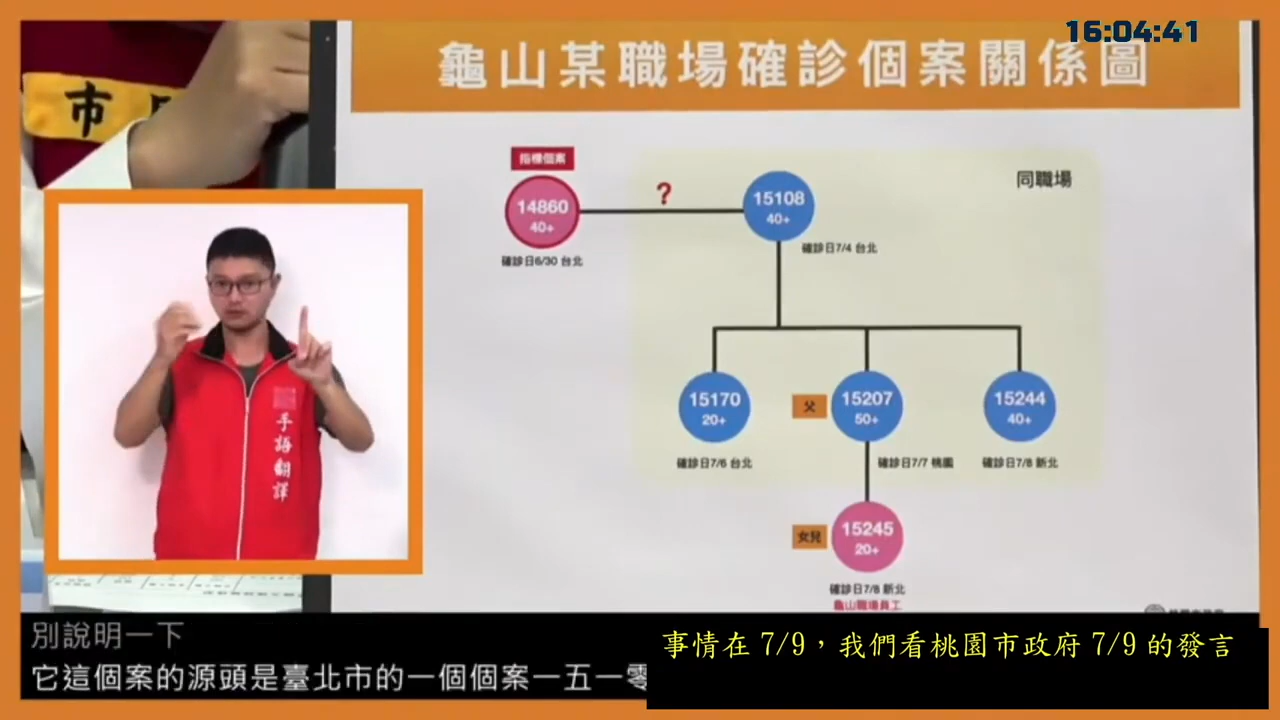 16:04:41
龜山某職場確診個案關係圖
市
指標個案
14860
40+
確診日6/30 台北
?
15108
40+
確診日7/4 台北
同職場
15170
20+
確診日7/6 台北
父
15207
50+
確診日7/7 桃園
15244
40+
確診日7/8 新北
女兒
15245
20+
確診日7/8 新北
龜山職場員工
手語翻譯
別說明一下
它這個案的源頭是臺北市的一個個案一五一零
事情在 7/9，我們看桃園市政府 7/9 的發言